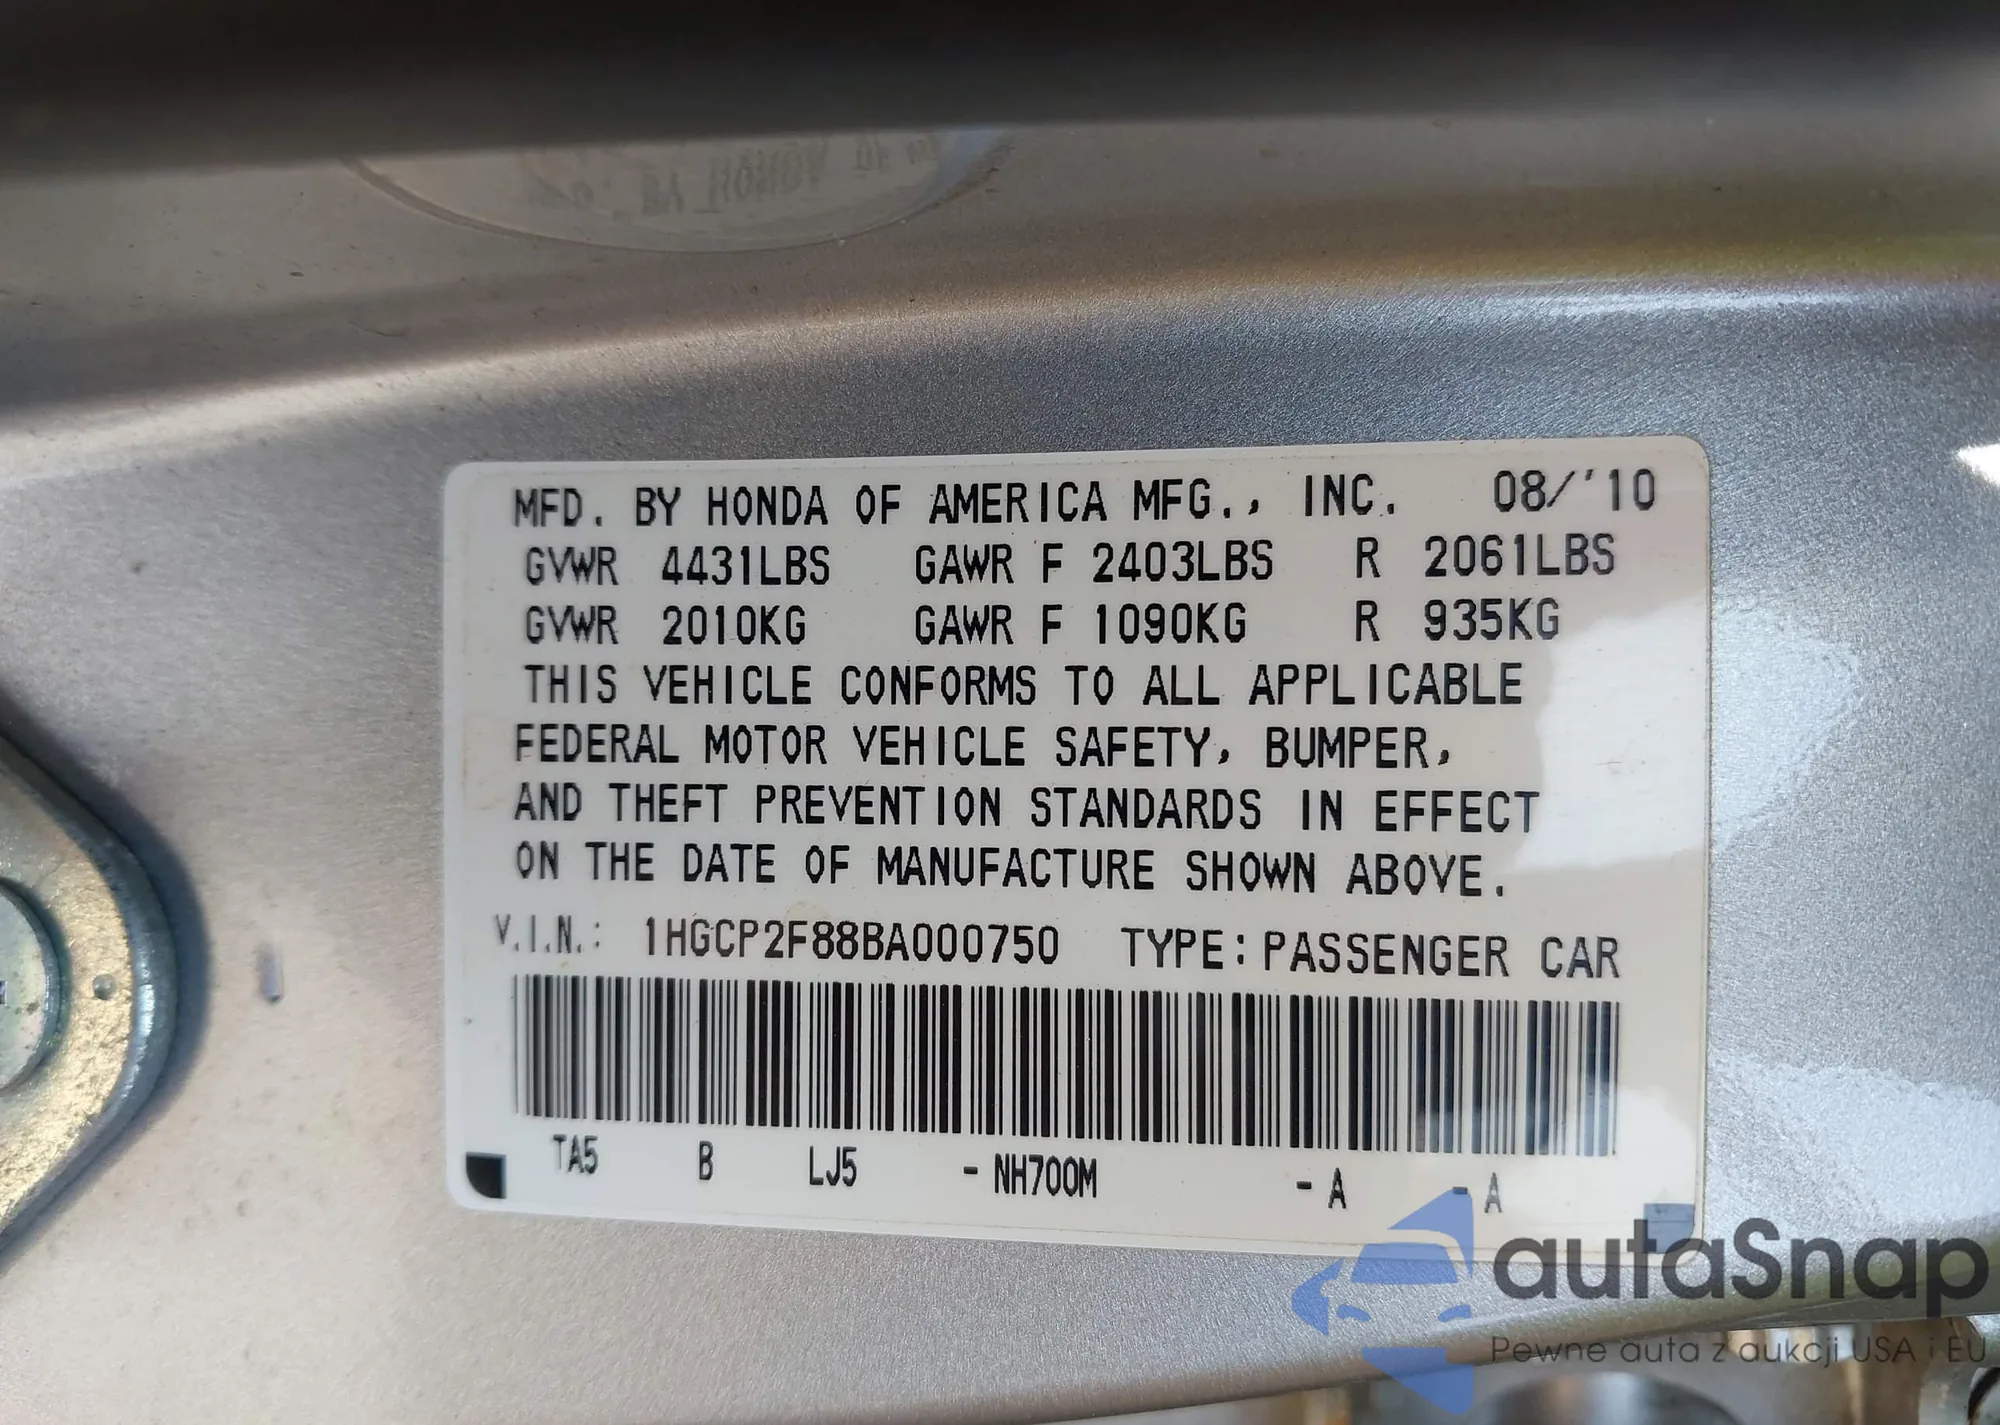 MFD. BY HONDA OF AMERICA MFG., INC. 08/'10
GVWR 4431LBS GAWR F 2403LBS R 2061LBS
GVWR 2010KG GAWR F 1090KG R 935KG
THIS VEHICLE CONFORMS TO ALL APPLICABLE
FEDERAL MOTOR VEHICLE SAFETY, BUMPER,
AND THEFT PREVENTION STANDARDS IN EFFECT
ON THE DATE OF MANUFACTURE SHOWN ABOVE.
V.I.N.: 1HGCP2F88BA000750 TYPE: PASSENGER CAR
TA5 B LJ5 - NH700M - A - A
autaSnap
Pewne auta z aukcji USA i EU